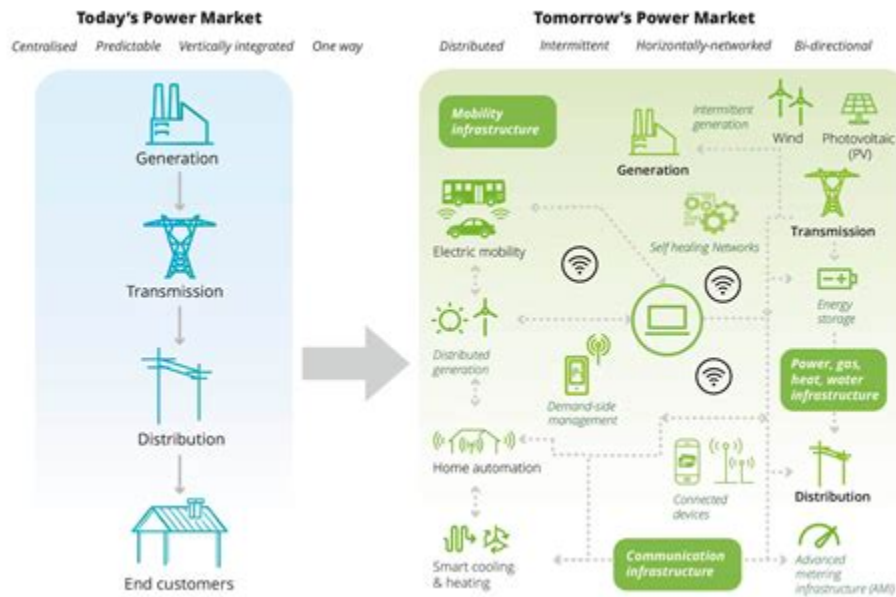 Today's Power Market
Centralised Predictable Vertically integrated One way
Generation
Transmission
Distribution
End customers
Tomorrow's Power Market
Distributed Intermittent Horizontally-networked Bi-directional
Mobility
infrastructure
Intermittent
generation
Wind
Photovoltaic
(PV)
Generation
Electric mobility
Self healing Networks
Transmission
Energy
storage
Distributed
generation
Demand-side
management
Power, gas,
heat, water
infrastructure
Home automation
Connected
devices
Distribution
Smart cooling
& heating
Communication
infrastructure
Advanced
metering
infrastructure (AMI)